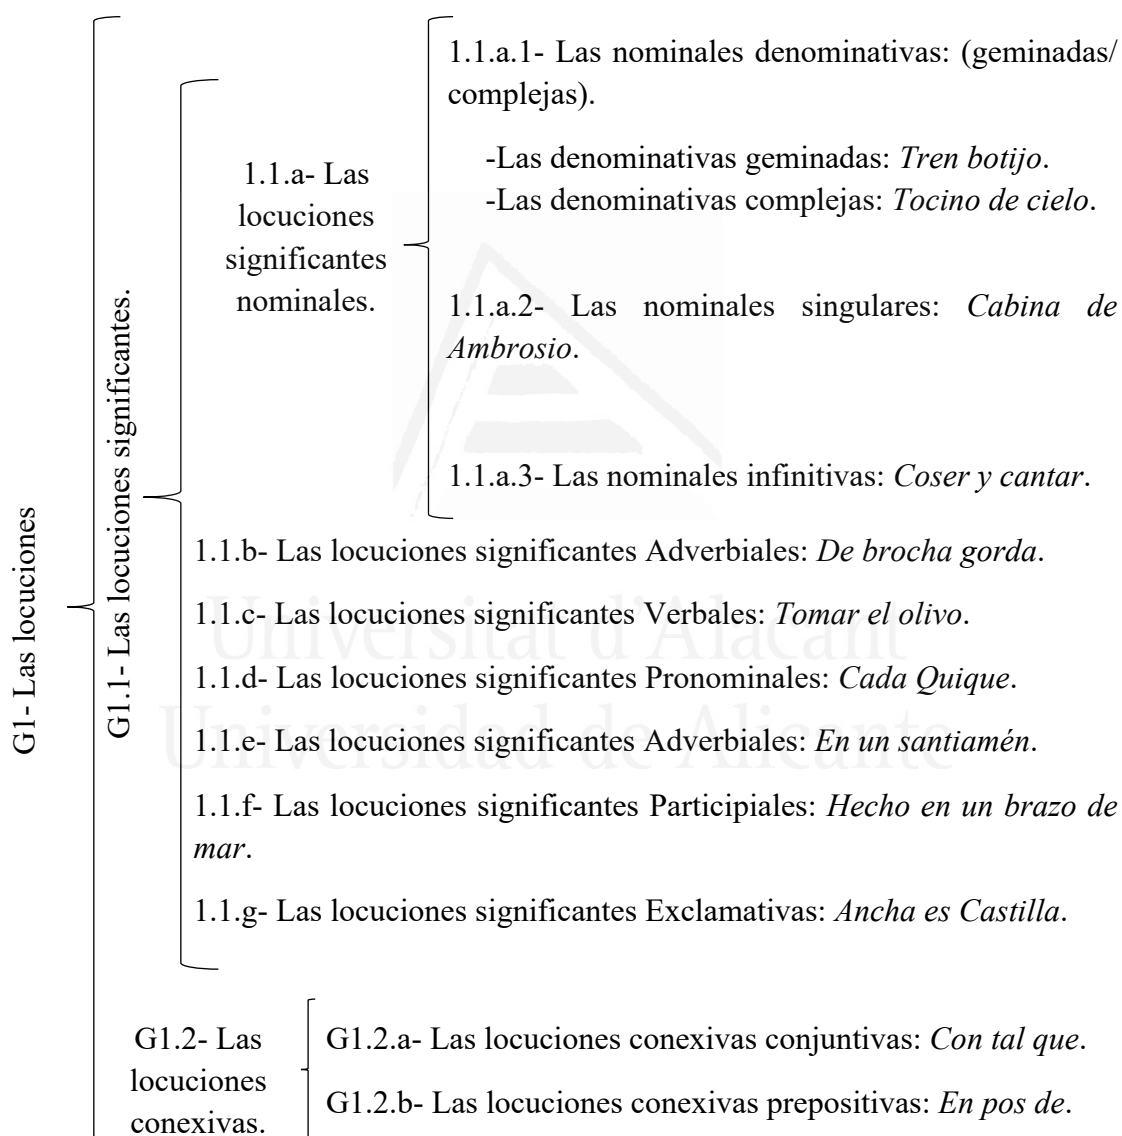 G1- Las locuciones
G1.1- Las locuciones significantes.
1.1.a- Las
locuciones
significantes
nominales.
1.1.a.1- Las nominales denominativas: (geminadas/
complejas).
-Las denominativas geminadas: Tren botijo.
-Las denominativas complejas: Tocino de cielo.
1.1.a.2- Las nominales singulares: Cabina de
Ambrosio.
1.1.a.3- Las nominales infinitivas: Coser y cantar.
1.1.b- Las locuciones significantes Adverbiales: De brocha gorda.
1.1.c- Las locuciones significantes Verbales: Tomar el olivo.
1.1.d- Las locuciones significantes Pronominales: Cada Quique.
1.1.e- Las locuciones significantes Adverbiales: En un santiamén.
1.1.f- Las locuciones significantes Participiales: Hecho en un brazo de
mar.
1.1.g- Las locuciones significantes Exclamativas: Ancha es Castilla.
G1.2- Las
locuciones
conexivas.
G1.2.a- Las locuciones conexivas conjuntivas: Con tal que.
G1.2.b- Las locuciones conexivas prepositivas: En pos de.
Universitat d'Alacant
Universidad de Alicante